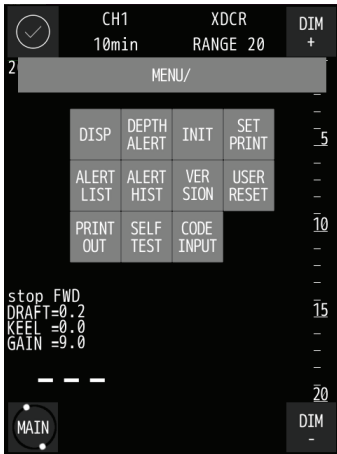 CH1 XDCR DIM
10min RANGE 20 +
2
MENU/
DISP DEPTH ALERT INIT SET PRINT
5
ALERT LIST ALERT HIST VER SION USER RESET
10
PRINT OUT SELF TEST CODE INPUT
stop FWD
DRAFT=0.2
15
KEEL =0.0
GAIN =9.0
---
20
MAIN DIM
-